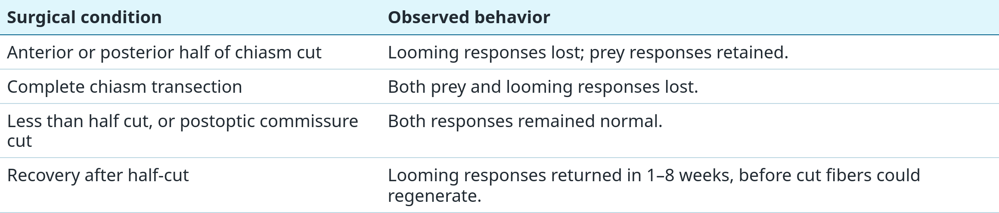 Surgical condition Observed behavior
Anterior or posterior half of chiasm cut Looming responses lost; prey responses retained.
Complete chiasm transection Both prey and looming responses lost.
Less than half cut, or postoptic commissure Both responses remained normal.
cut
Recovery after half-cut Looming responses returned in 1–8 weeks, before cut fibers could
regenerate.